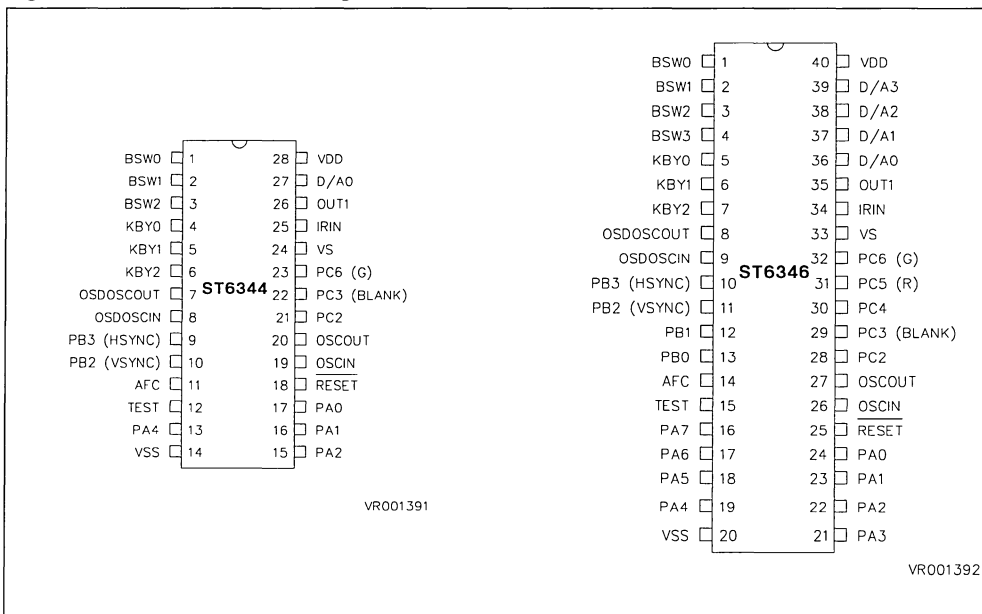 BSW0 1 28 VDD
BSW1 2 27 D/A0
BSW2 3 26 OUT1
KBY0 4 25 IRIN
KBY1 5 24 VS
KBY2 6 23 PC6 (G)
OSDOSCOUT 7 ST6344 22 PC3 (BLANK)
OSDOSCIN 8 21 PC2
PB3 (HSYNC) 9 20 OSCOUT
PB2 (VSYNC) 10 19 OSCIN
AFC 11 18 RESET
TEST 12 17 PA0
PA4 13 16 PA1
VSS 14 15 PA2
VR001391
BSW0 1 40 VDD
BSW1 2 39 D/A3
BSW2 3 38 D/A2
BSW3 4 37 D/A1
KBY0 5 36 D/A0
KBY1 6 35 OUT1
KBY2 7 34 IRIN
OSDOSCOUT 8 33 VS
OSDOSCIN 9 32 PC6 (G)
ST6346
PB3 (HSYNC) 10 31 PC5 (R)
PB2 (VSYNC) 11 30 PC4
PB1 12 29 PC3 (BLANK)
PB0 13 28 PC2
AFC 14 27 OSCOUT
TEST 15 26 OSCIN
PA7 16 25 RESET
PA6 17 24 PA0
PA5 18 23 PA1
PA4 19 22 PA2
VSS 20 21 PA3
VR001392